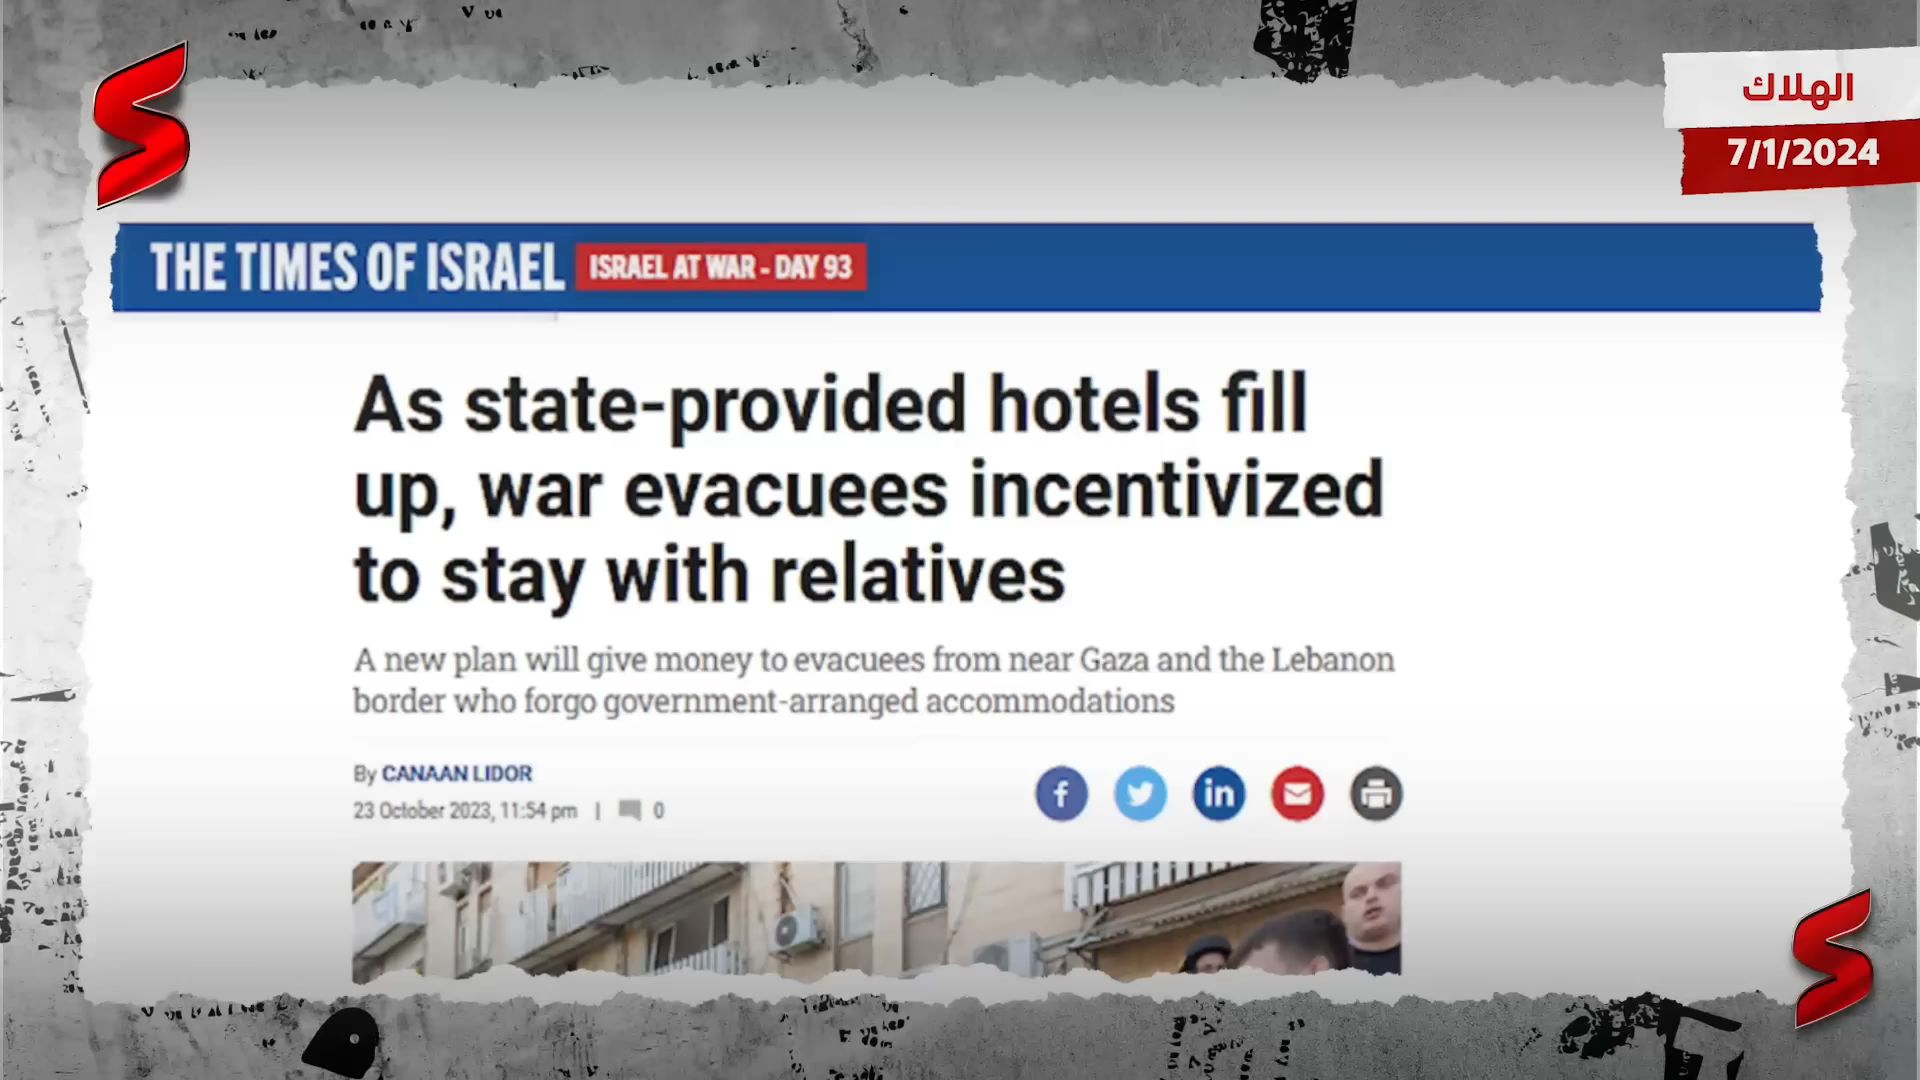 الهلاك
7/1/2024
THE TIMES OF ISRAEL ISRAEL AT WAR - DAY 93
As state-provided hotels fill
up, war evacuees incentivized
to stay with relatives
A new plan will give money to evacuees from near Gaza and the Lebanon
border who forgo government-arranged accommodations
By CANAAN LIDOR
23 October 2023, 11:54 pm | 0